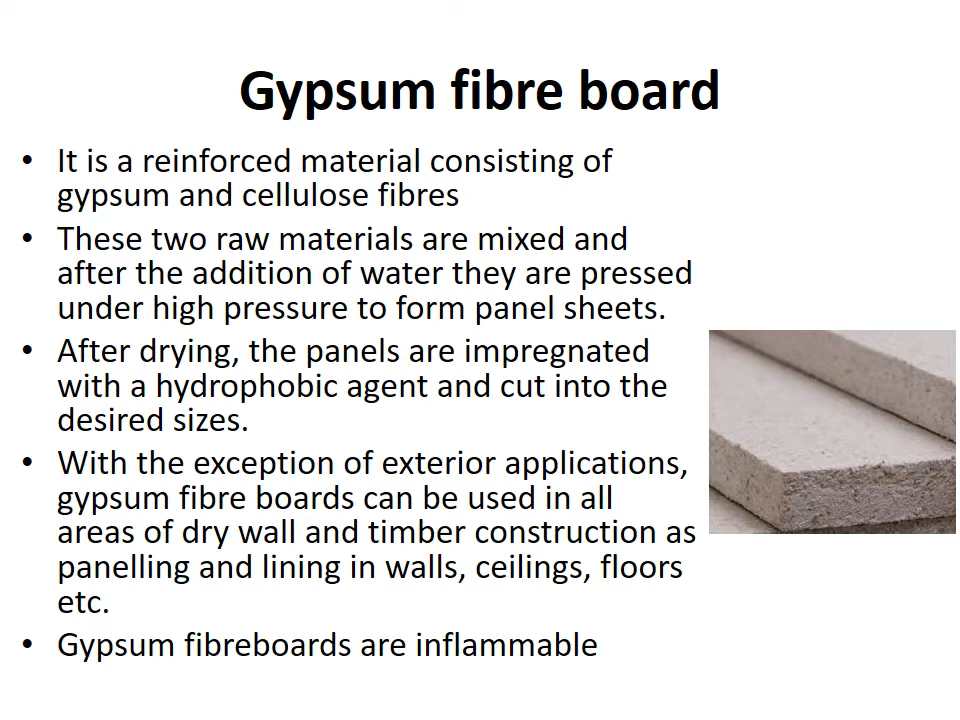 Gypsum fibre board
• It is a reinforced material consisting of
gypsum and cellulose fibres
• These two raw materials are mixed and
after the addition of water they are pressed
under high pressure to form panel sheets.
• After drying, the panels are impregnated
with a hydrophobic agent and cut into the
desired sizes.
• With the exception of exterior applications,
gypsum fibre boards can be used in all
areas of dry wall and timber construction as
panelling and lining in walls, ceilings, floors
etc.
• Gypsum fibreboards are inflammable